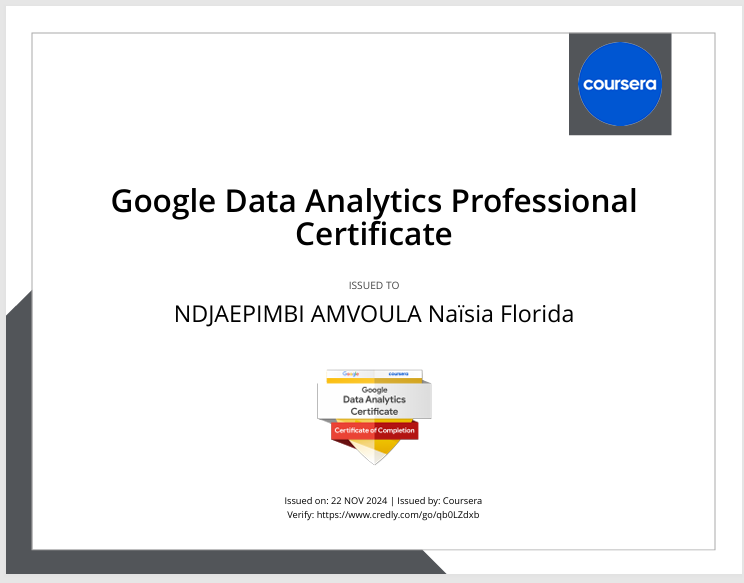 coursera
Google Data Analytics Professional
Certificate
ISSUED TO
NDJAEPIMBI AMVOULA Naïsia Florida
Google coursera
Google
Data Analytics
Certificate
Certificate of Completion
Issued on: 22 NOV 2024 | Issued by: Coursera
Verify: https://www.credly.com/go/qb0LZdxb